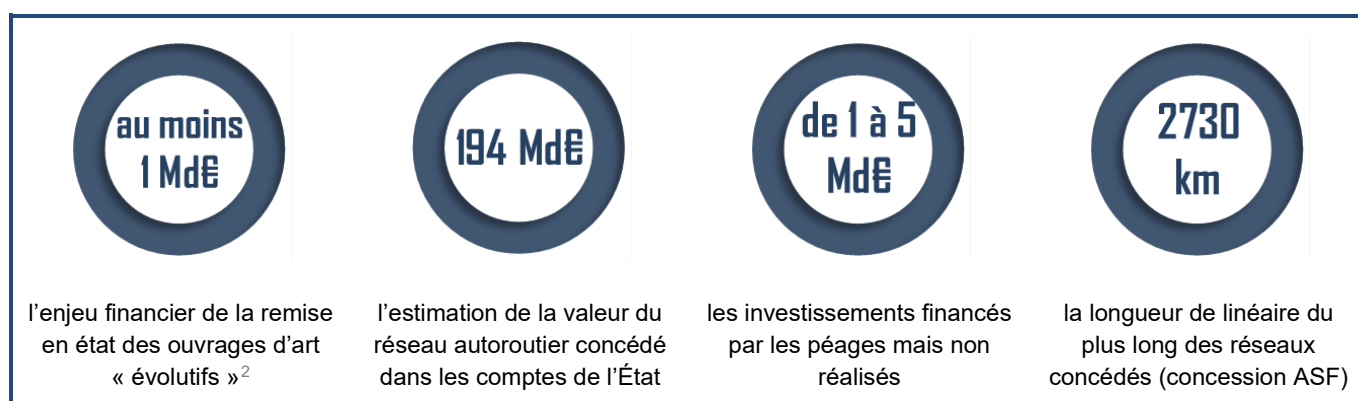 au moins
1 Md€
l'enjeu financier de la remise
en état des ouvrages d'art
« évolutifs »2
194 Md€
l'estimation de la valeur du
réseau autoroutier concédé
dans les comptes de l'État
de 1 à 5
Md€
les investissements financés
par les péages mais non
réalisés
2730
km
la longueur de linéaire du
plus long des réseaux
concédés (concession ASF)